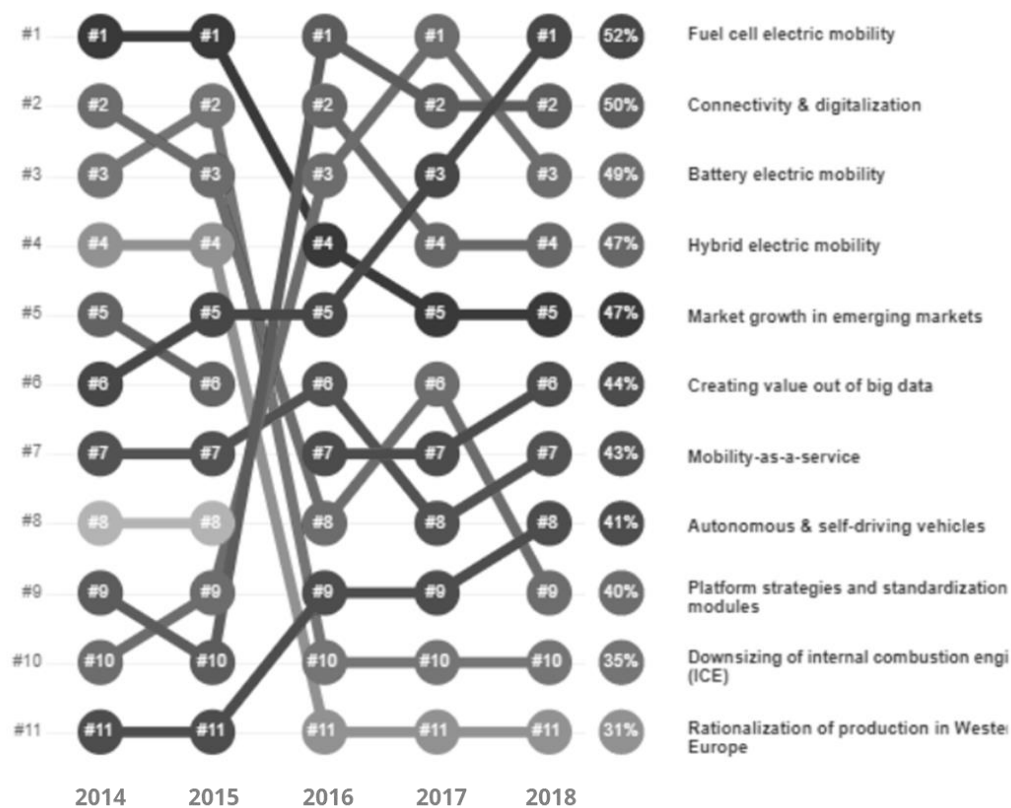 #1 #1 #1 #1 #1 #1 52% Fuel cell electric mobility
#2 #2 #2 #2 #2 #2 50% Connectivity & digitalization
#3 #3 #3 #3 #3 #3 49% Battery electric mobility
#4 #4 #4 #4 #4 #4 47% Hybrid electric mobility
#5 #5 #5 #5 #5 #5 47% Market growth in emerging markets
#6 #6 #6 #6 #6 #6 44% Creating value out of big data
#7 #7 #7 #7 #7 #7 43% Mobility-as-a-service
#8 #8 #8 #8 #8 #8 41% Autonomous & self-driving vehicles
#9 #9 #9 #9 #9 #9 40% Platform strategies and standardization
modules
#10 #10 #10 #10 #10 #10 35% Downsizing of internal combustion engi
(ICE)
#11 #11 #11 #11 #11 #11 31% Rationalization of production in Weste
Europe
2014 2015 2016 2017 2018